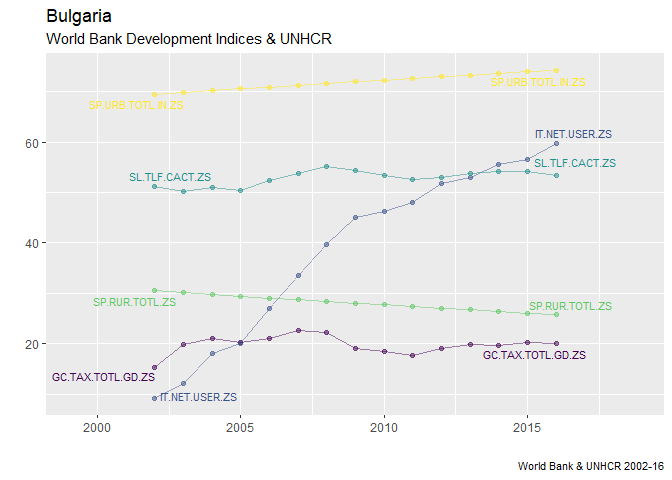 Bulgaria
World Bank Development Indices & UNHCR
SP.URB.TOTL.IN.ZS
SP.URB.TOTL.IN.ZS
IT.NET.USER.ZS
60
SL.TLF.CACT.ZS
SL.TLF.CACT.ZS
40
SP.RUR.TOTL.ZS
SP.RUR.TOTL.ZS
20
GC.TAX.TOTL.GD.ZS
GC.TAX.TOTL.GD.ZS
IT.NET.USER.ZS
2000 2005 2010 2015
World Bank & UNHCR 2002-16